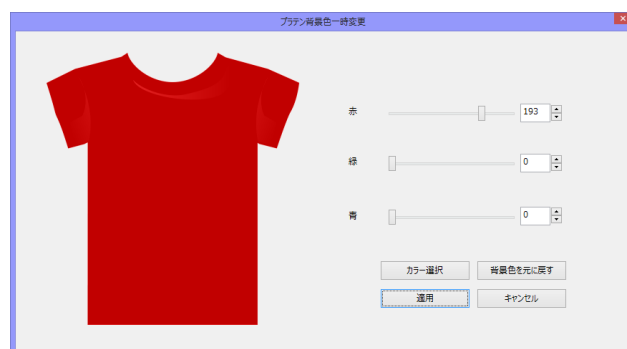 プラテン背景色一時変更
赤
193
緑
0
青
0
カラー選択
背景色を元に戻す
適用
キャンセル